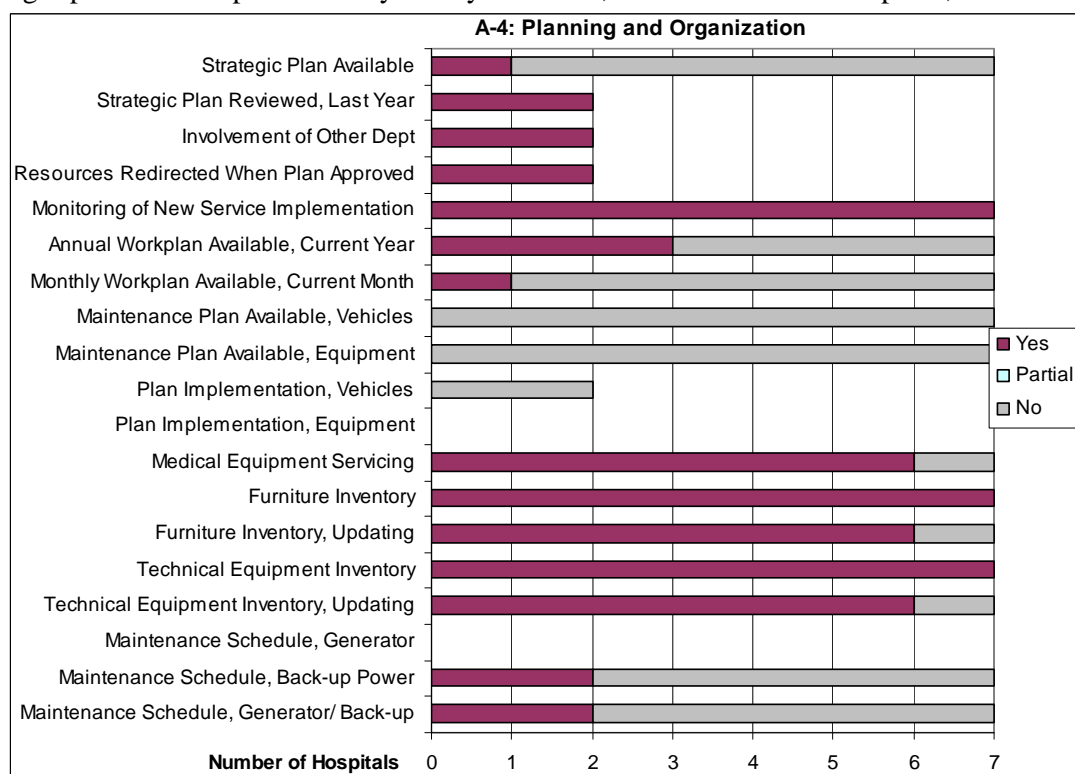 A-4: Planning and Organization
Strategic Plan Available
Strategic Plan Reviewed, Last Year
Involvement of Other Dept
Resources Redirected When Plan Approved
Monitoring of New Service Implementation
Annual Workplan Available, Current Year
Monthly Workplan Available, Current Month
Maintenance Plan Available, Vehicles
Maintenance Plan Available, Equipment
Plan Implementation, Vehicles
Plan Implementation, Equipment
Medical Equipment Servicing
Furniture Inventory
Furniture Inventory, Updating
Technical Equipment Inventory
Technical Equipment Inventory, Updating
Maintenance Schedule, Generator
Maintenance Schedule, Back-up Power
Maintenance Schedule, Generator/ Back-up
Number of Hospitals 0 1 2 3 4 5 6 7
Yes
Partial
No